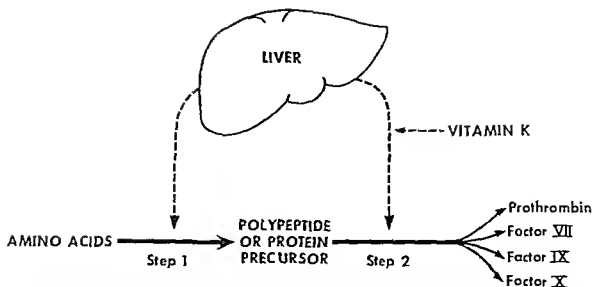 LIVER
VITAMIN K
AMINO ACIDS
Step 1
POLYPEPTIDE
OR PROTEIN
PRECURSOR
Step 2
Prothrombin
Factor VII
Factor IX
Factor X